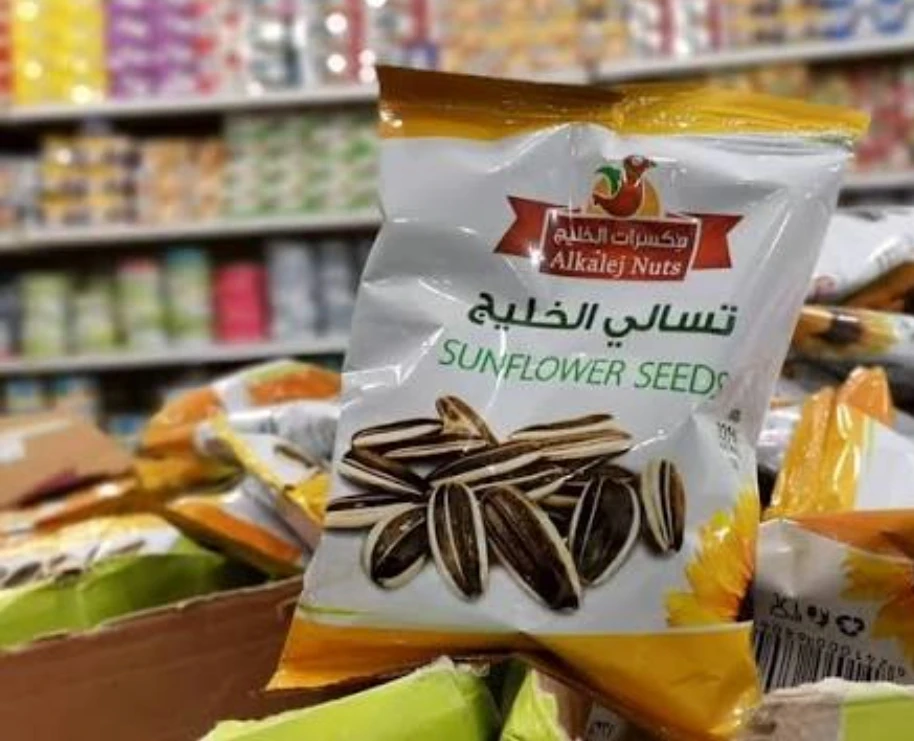 مكسرات الخليج
Alkalej Nuts
تسالي الخليج
SUNFLOWER SEEDS